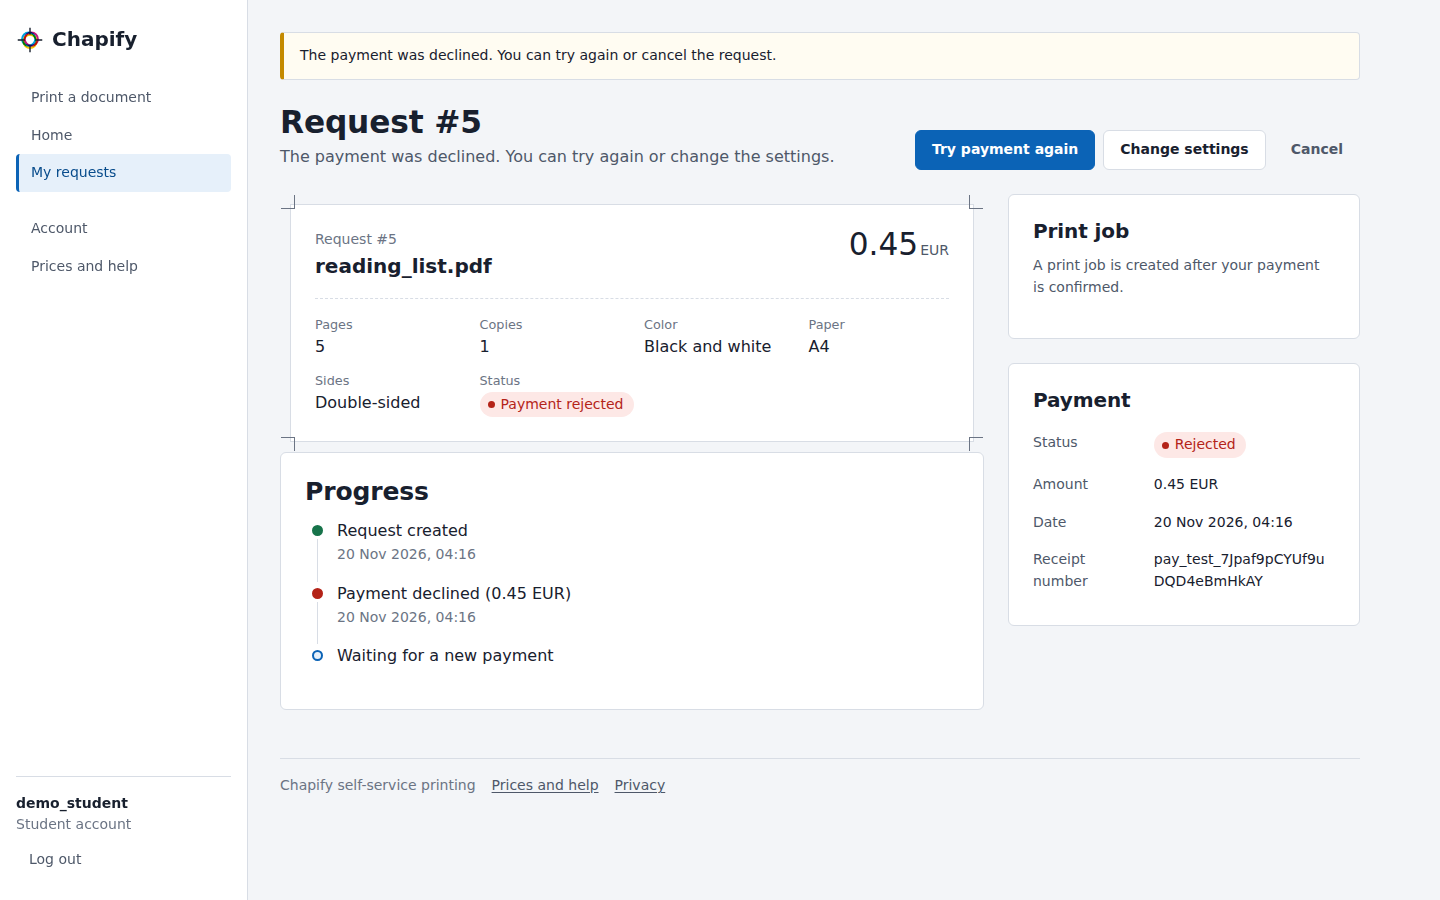 Chapify
Print a document
Home
My requests
Account
Prices and help
demo_student
Student account
Log out
The payment was declined. You can try again or cancel the request.
Request #5
The payment was declined. You can try again or change the settings.
Try payment again
Change settings
Cancel
Request #5
reading_list.pdf
0.45 EUR
Pages
5
Copies
1
Color
Black and white
Paper
A4
Sides
Double-sided
Status
Payment rejected
Progress
Request created
20 Nov 2026, 04:16
Payment declined (0.45 EUR)
20 Nov 2026, 04:16
Waiting for a new payment
Print job
A print job is created after your payment
is confirmed.
Payment
Status
Rejected
Amount
0.45 EUR
Date
20 Nov 2026, 04:16
Receipt
number
pay_test_7Jpaf9pCYUf9u
DQD4eBmHkAY
Chapify self-service printing
Prices and help
Privacy